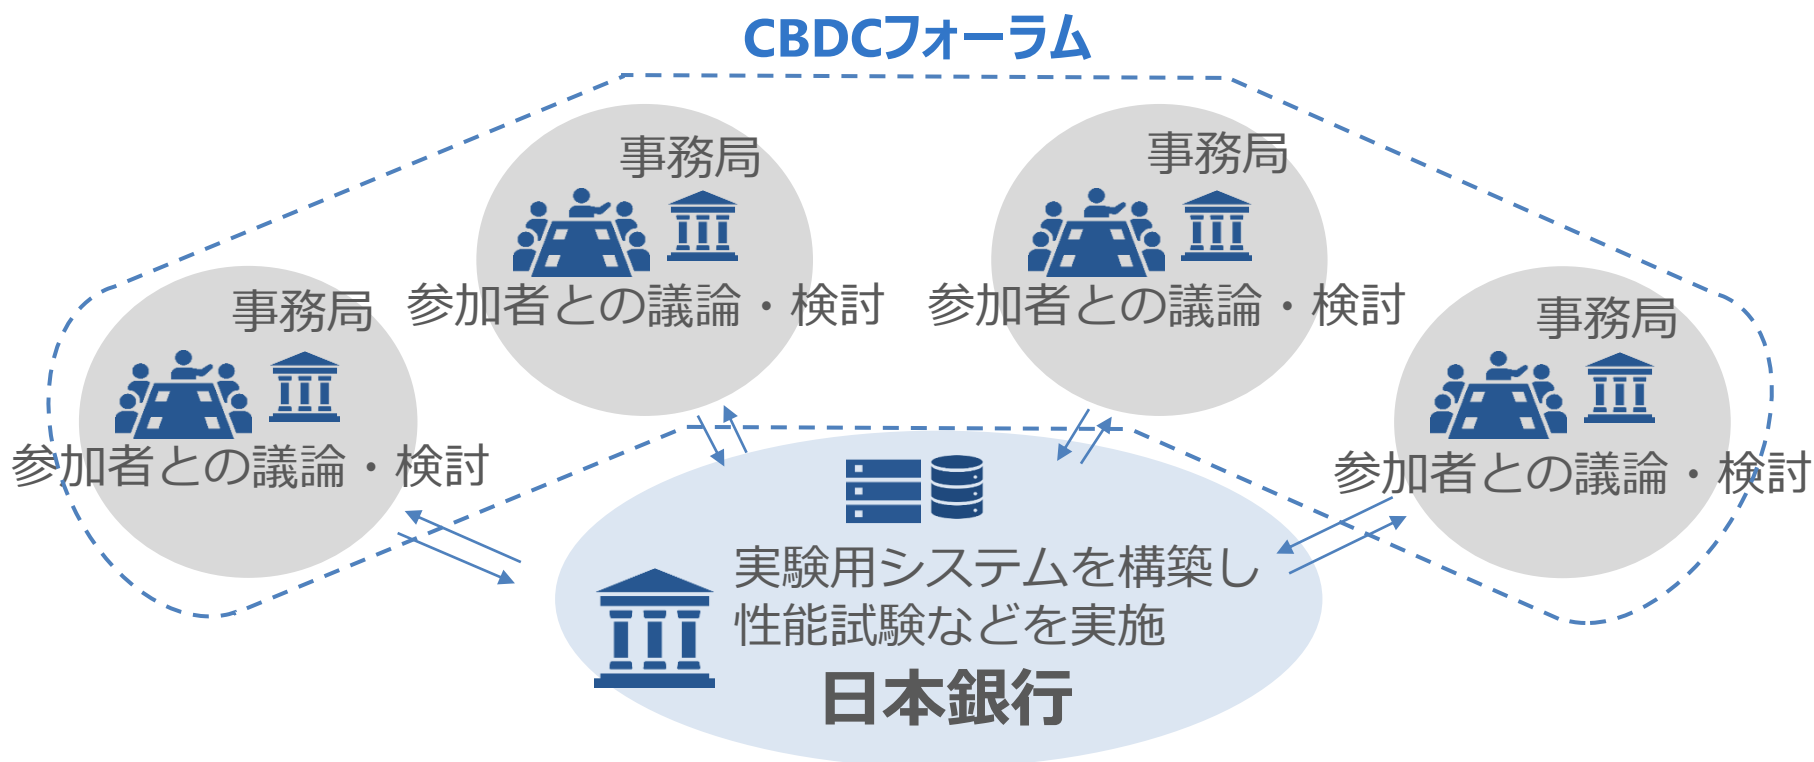 CBDCフォーラム
事務局
参加者との議論・検討
事務局
参加者との議論・検討
事務局
参加者との議論・検討
事務局
参加者との議論・検討
実験用システムを構築し
性能試験などを実施
日本銀行